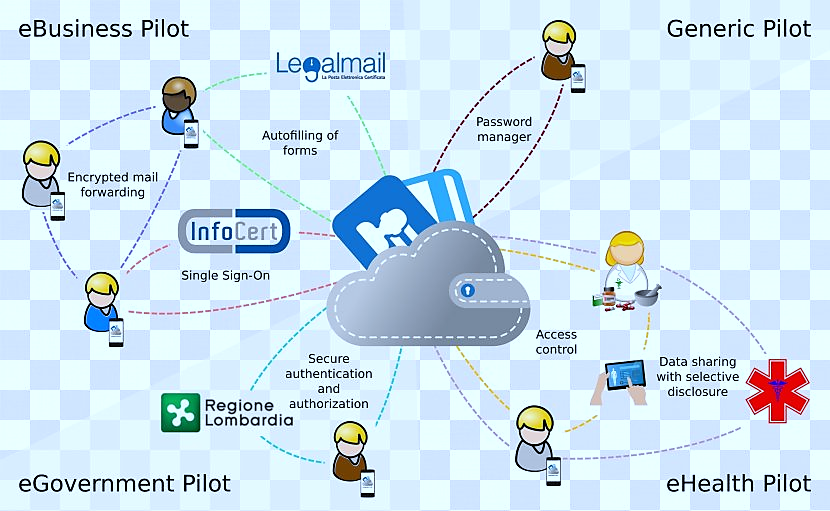 eBusiness Pilot
Generic Pilot
Legalmail
La Posta Elettronica Certificata
Autofilling of
forms
Password
manager
Encrypted mail
forwarding
InfoCert
Single Sign-On
Access
control
Secure
authentication
and
authorization
Data sharing
with selective
disclosure
Regione
Lombardia
eGovernment Pilot
eHealth Pilot